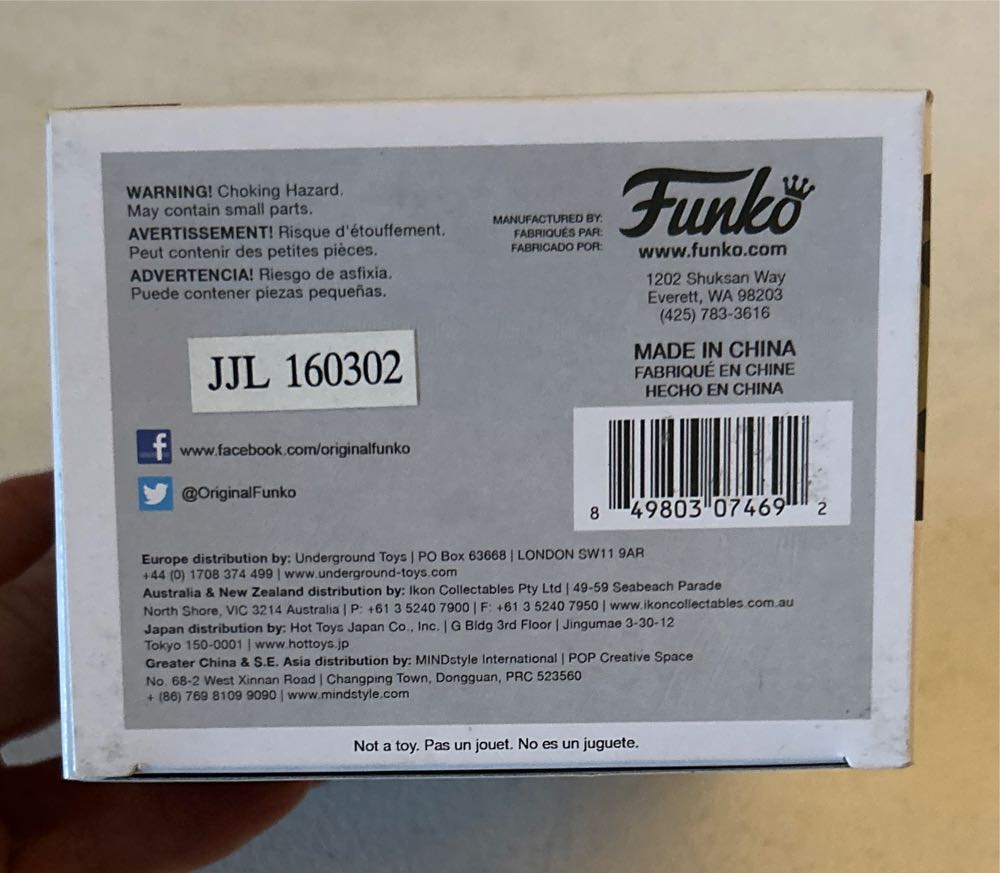 WARNING! Choking Hazard.
May contain small parts.
AVERTISSEMENT! Risque d'étouffement.
Peut contenir des petites pièces.
ADVERTENCIA! Riesgo de asfixia.
Puede contener piezas pequeñas.
MANUFACTURED BY:
FABRIQUÉS PAR:
FABRICADO POR:
Funko
www.funko.com
1202 Shuksan Way
Everett, WA 98203
(425) 783-3616
MADE IN CHINA
FABRIQUÉ EN CHINE
HECHO EN CHINA
JJL 160302
f www.facebook.com/originalfunko
@OriginalFunko
8 49803 07469 2
Europe distribution by: Underground Toys | PO Box 63668 | LONDON SW11 9AR
+44 (0) 1708 374 499 | www.underground-toys.com
Australia & New Zealand distribution by: Ikon Collectables Pty Ltd | 49-59 Seabeach Parade
North Shore, VIC 3214 Australia | P: +61 3 5240 7900 | F: +61 3 5240 7950 | www.ikoncollectables.com.au
Japan distribution by: Hot Toys Japan Co., Inc. | G Bldg 3rd Floor | Jingumae 3-30-12
Tokyo 150-0001 | www.hottoys.jp
Greater China & S.E. Asia distribution by: MINDstyle International | POP Creative Space
No. 68-2 West Xinnan Road | Changping Town, Dongguan, PRC 523560
+ (86) 769 8109 9090 | www.mindstyle.com
Not a toy. Pas un jouet. No es un juguete.